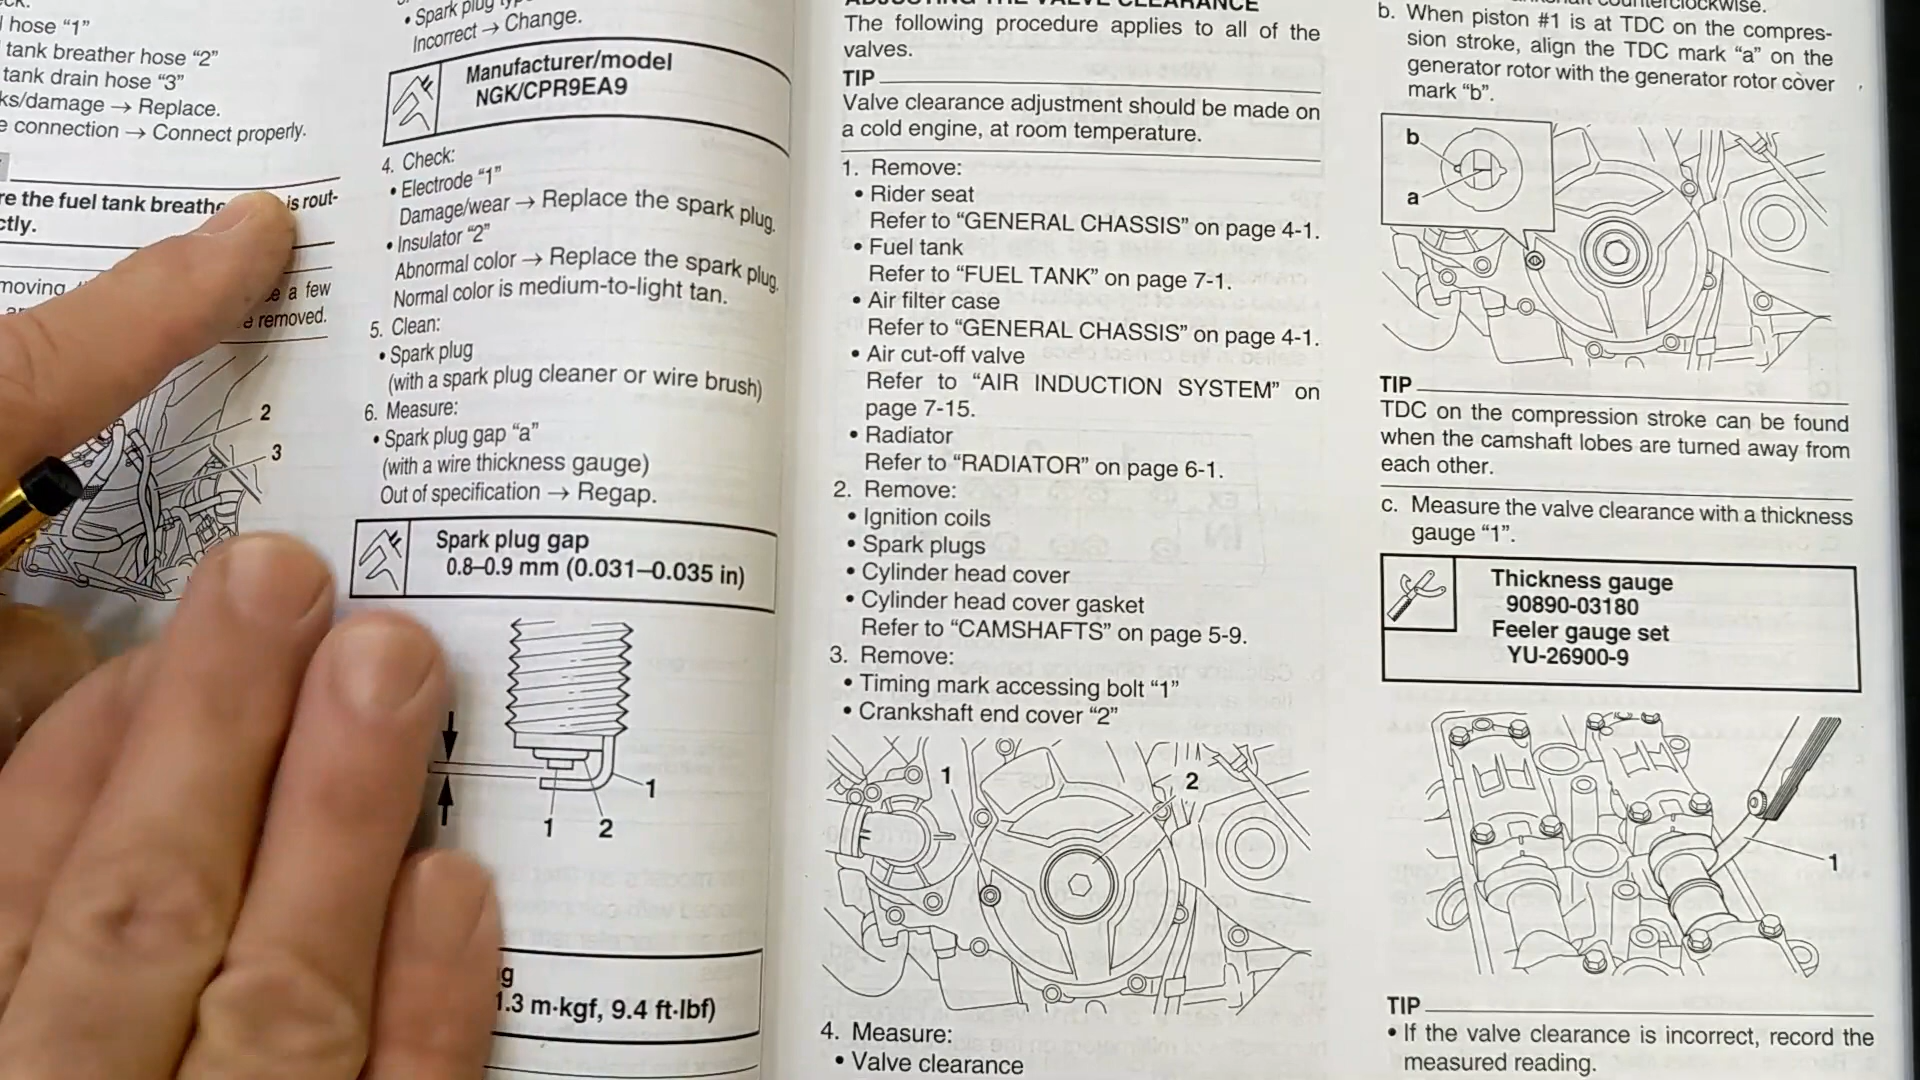 hose “1”
tank breather hose “2”
tank drain hose “3”
ks/damage → Replace.
connection → Connect properly.
re the fuel tank breathe is rout-
ctly.
moving
a few
removed.
2
3
• Spark plug
Incorrect → Change.
Manufacturer/model
NGK/CPR9EA9
4. Check:
• Electrode “1”
Damage/wear → Replace the spark plug.
• Insulator “2”
Abnormal color → Replace the spark plug.
Normal color is medium-to-light tan.
5. Clean:
• Spark plug
(with a spark plug cleaner or wire brush)
6. Measure:
• Spark plug gap “a”
(with a wire thickness gauge)
Out of specification → Regap.
Spark plug gap
0.8–0.9 mm (0.031–0.035 in)
1
1 2
g
1.3 m·kgf, 9.4 ft·lbf)
ADJUSTING THE VALVE CLEARANCE
The following procedure applies to all of the
valves.
TIP
Valve clearance adjustment should be made on
a cold engine, at room temperature.
1. Remove:
• Rider seat
Refer to “GENERAL CHASSIS” on page 4-1.
• Fuel tank
Refer to “FUEL TANK” on page 7-1.
• Air filter case
Refer to “GENERAL CHASSIS” on page 4-1.
• Air cut-off valve
Refer to “AIR INDUCTION SYSTEM” on
page 7-15.
• Radiator
Refer to “RADIATOR” on page 6-1.
2. Remove:
• Ignition coils
• Spark plugs
• Cylinder head cover
• Cylinder head cover gasket
Refer to “CAMSHAFTS” on page 5-9.
3. Remove:
• Timing mark accessing bolt “1”
• Crankshaft end cover “2”
1
2
4. Measure:
• Valve clearance
counterclockwise.
b. When piston #1 is at TDC on the compres-
sion stroke, align the TDC mark “a” on the
generator rotor with the generator rotor cover
mark “b”.
b
a
TIP
TDC on the compression stroke can be found
when the camshaft lobes are turned away from
each other.
c. Measure the valve clearance with a thickness
gauge “1”.
Thickness gauge
90890-03180
Feeler gauge set
YU-26900-9
1
TIP
• If the valve clearance is incorrect, record the
measured reading.